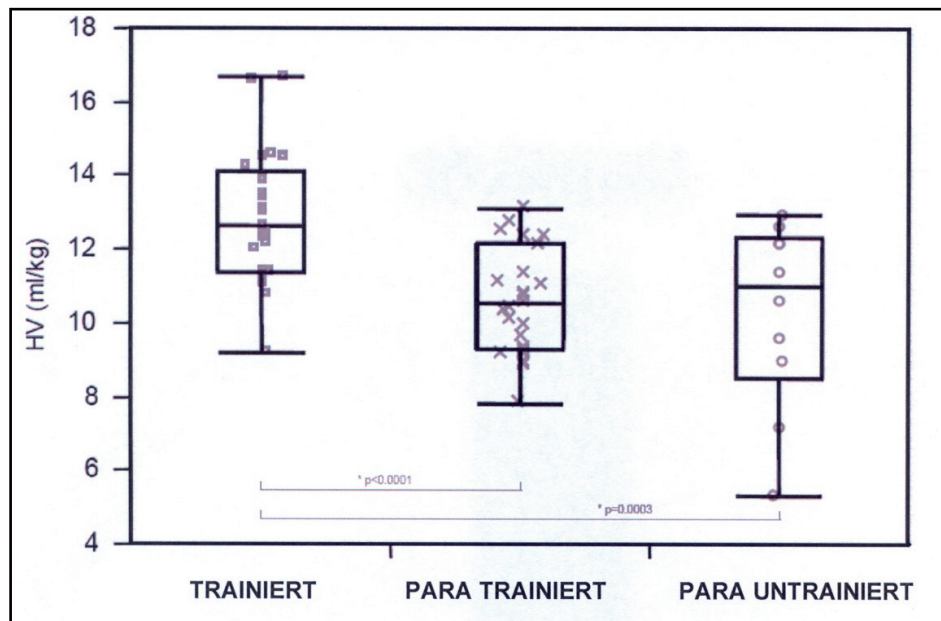 18
16
14
12
10
8
6
4
HV (ml/kg)
* p<0.0001
* p=0.0003
TRAINIERT PARA TRAINIERT PARA UNTRAINIERT